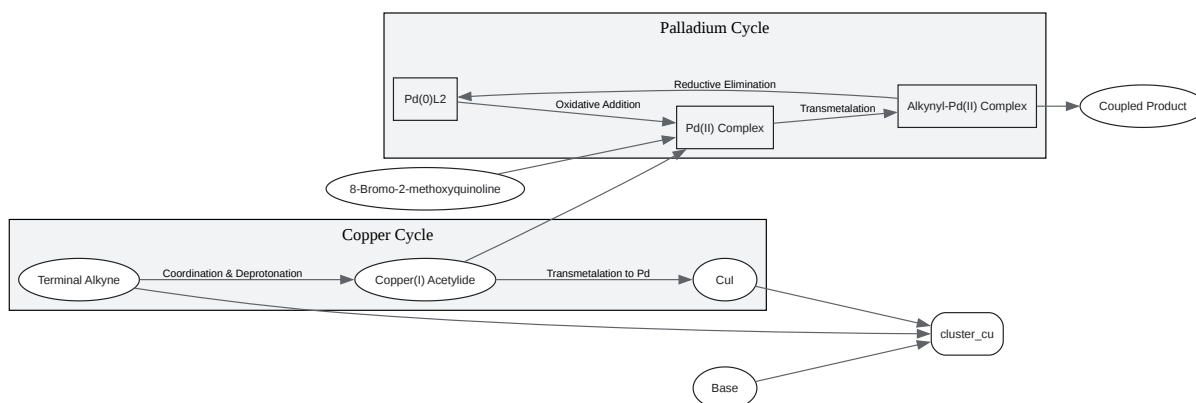 Palladium Cycle
Reductive Elimination
Pd(0)L2
Oxidative Addition
Transmetalation
Alkynyl-Pd(II) Complex
Coupled Product
Pd(II) Complex
8-Bromo-2-methoxyquinoline
Copper Cycle
Terminal Alkyne
Coordination & Deprotonation
Copper(I) Acetylide
Transmetalation to Pd
CuI
cluster_cu
Base